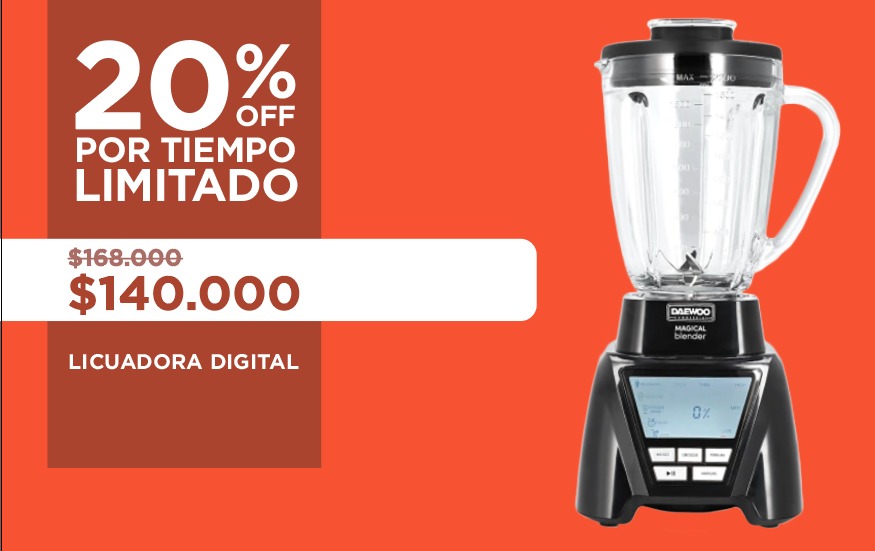 20%
OFF
POR TIEMPO
LIMITADO
$168.000
$140.000
LICUADORA DIGITAL
MAX
DAEWOO
MAGICAL
blender
0%